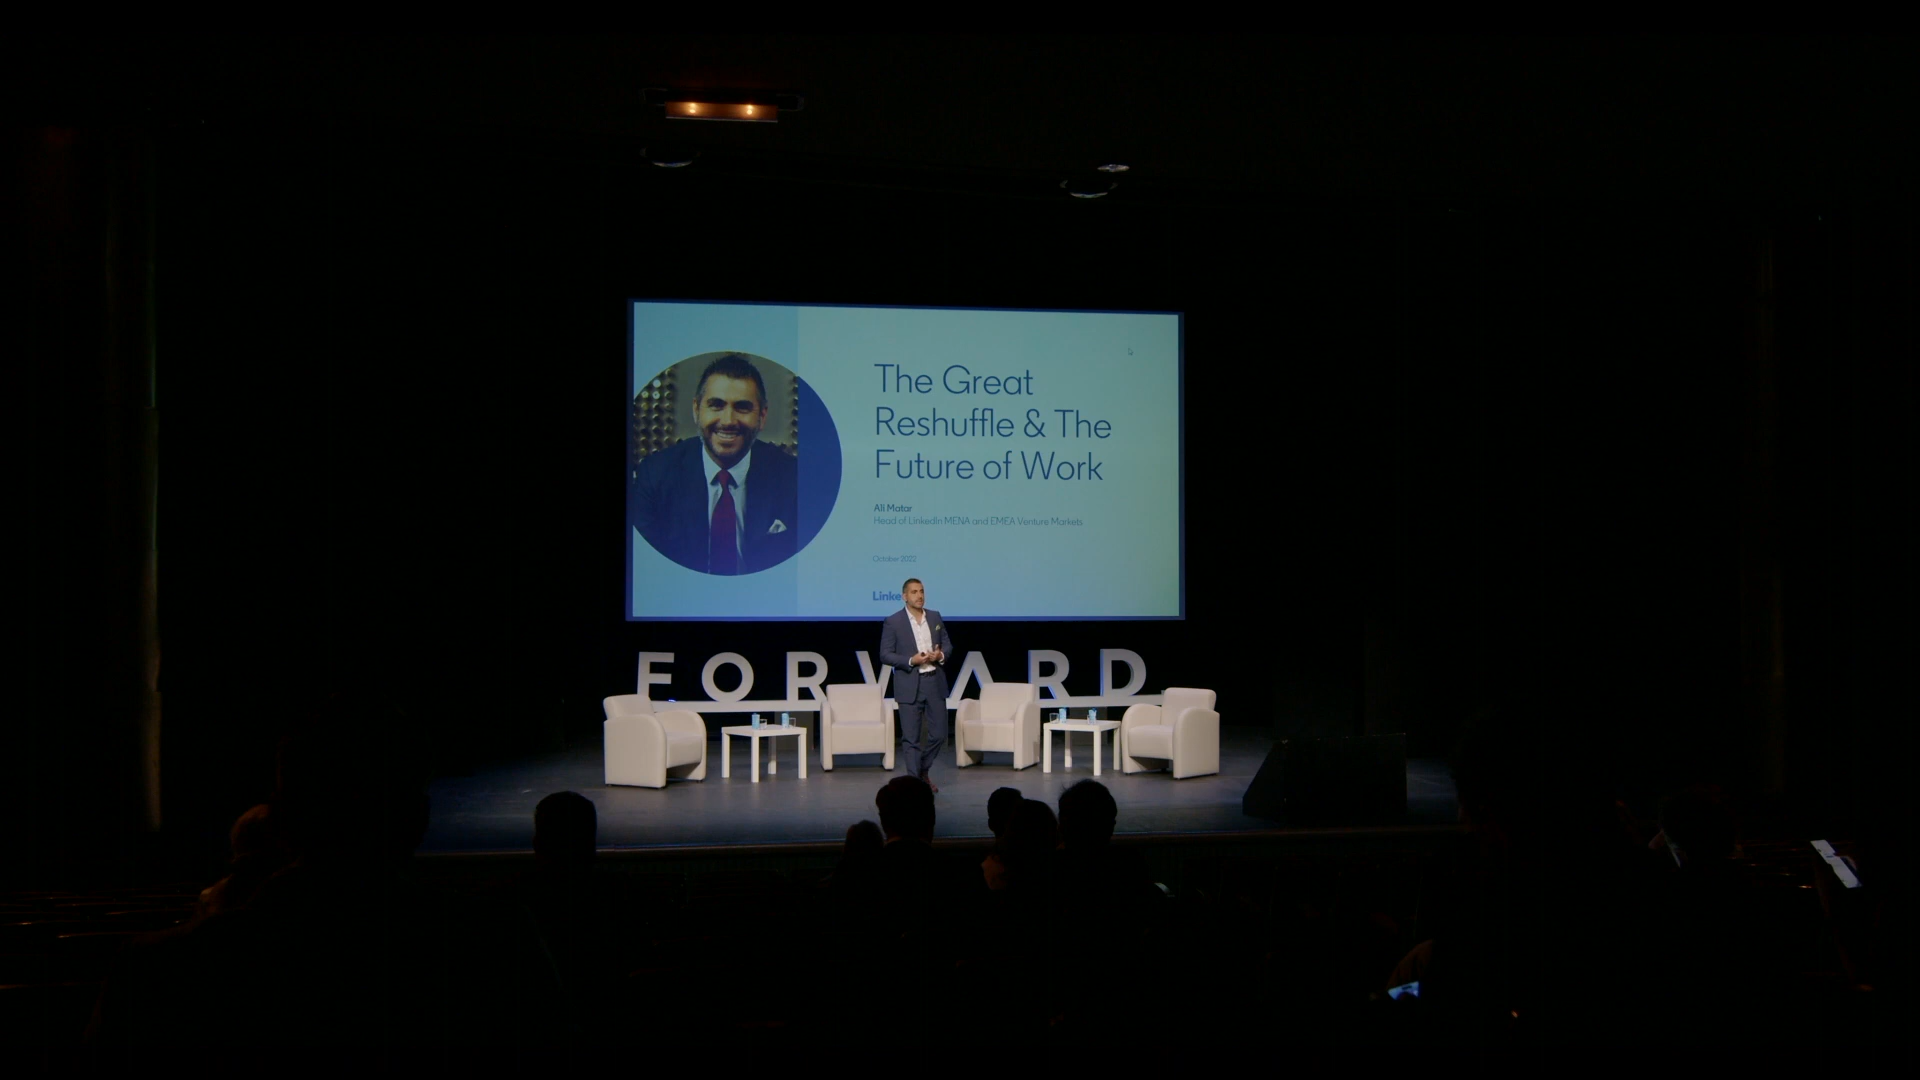 The Great
Reshuffle & The
Future of Work
Ali Matar
Head of LinkedIn MENA and EMEA Venture Markets
October 2022
Linke
FORWARD